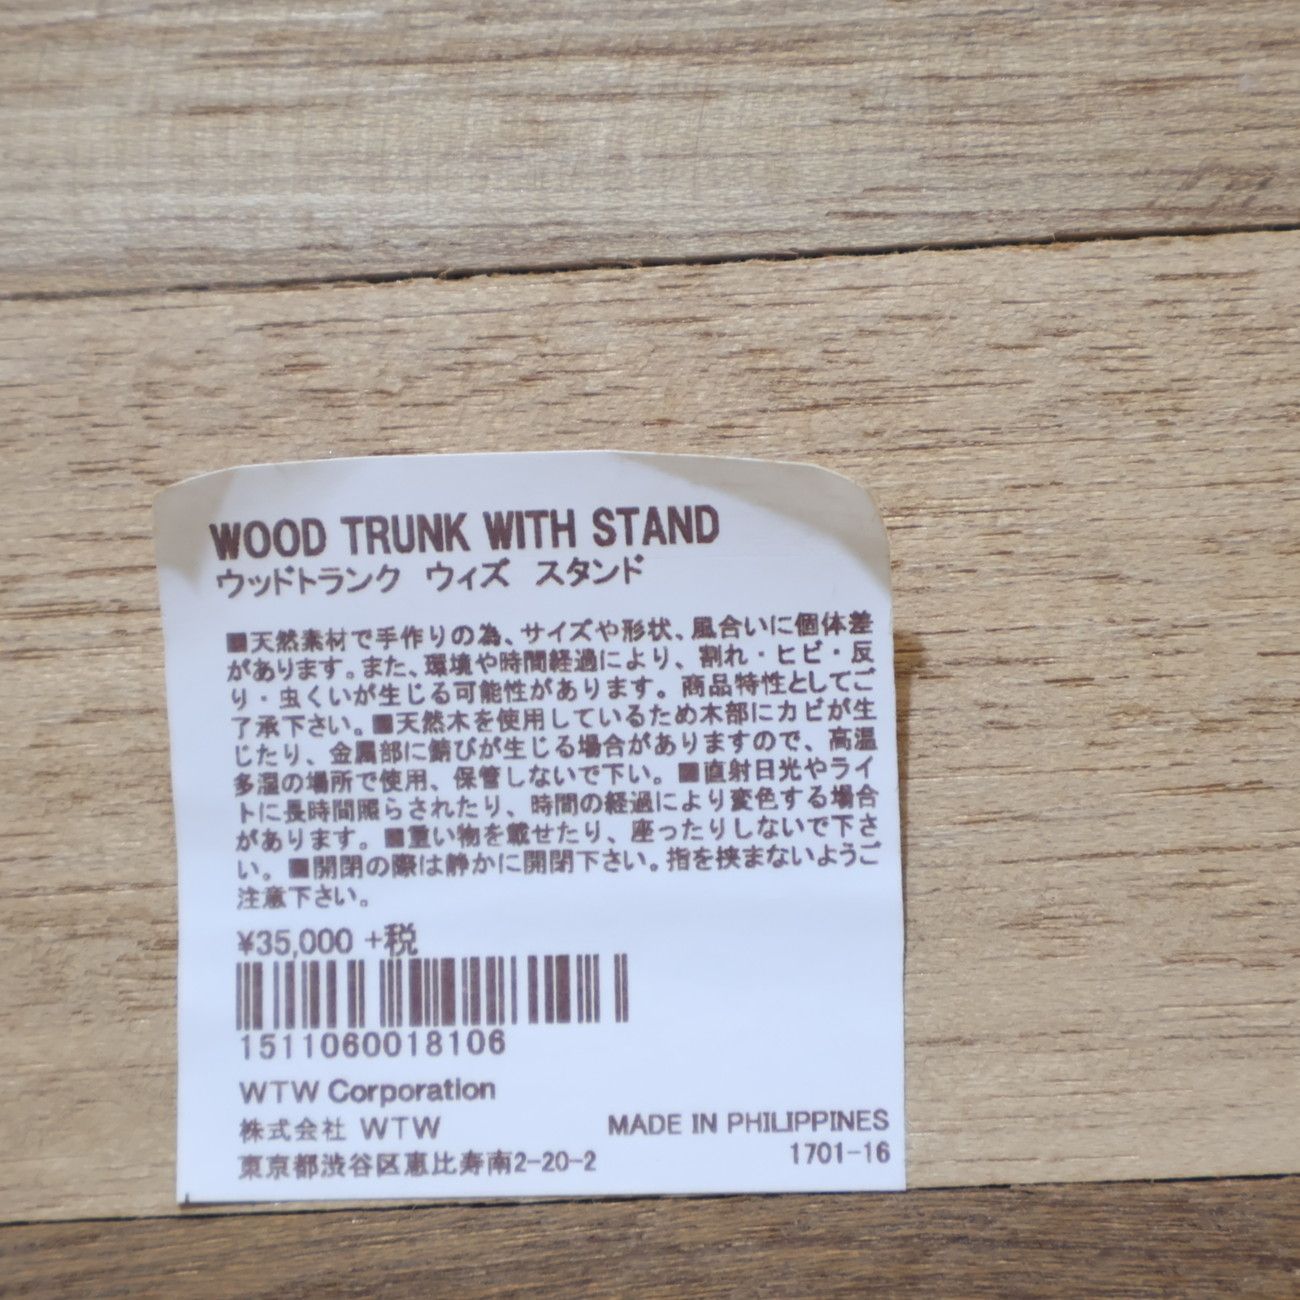 WOOD TRUNK WITH STAND
ウッドトランク ウィズ スタンド
■天然素材で手作りの為、サイズや形状、風合いに個体差
があります。また、環境や時間経過により、割れ・ヒビ・反
り・虫くいが生じる可能性があります。商品特性としてご
了承下さい。■天然木を使用しているため木部にカビが生
じたり、金属部に錆びが生じる場合がありますので、高温
多湿の場所で使用、保管しないで下い。■直射日光やライ
トに長時間照らされたり、時間の経過により変色する場合
があります。■重い物を載せたり、座ったりしないで下さ
い。■開閉の際は静かに開閉下さい。指を挟まないようご
注意下さい。
¥35,000 +税
1511060018106
WTW Corporation
株式会社 WTW
東京都渋谷区恵比寿南2-20-2
MADE IN PHILIPPINES
1701-16